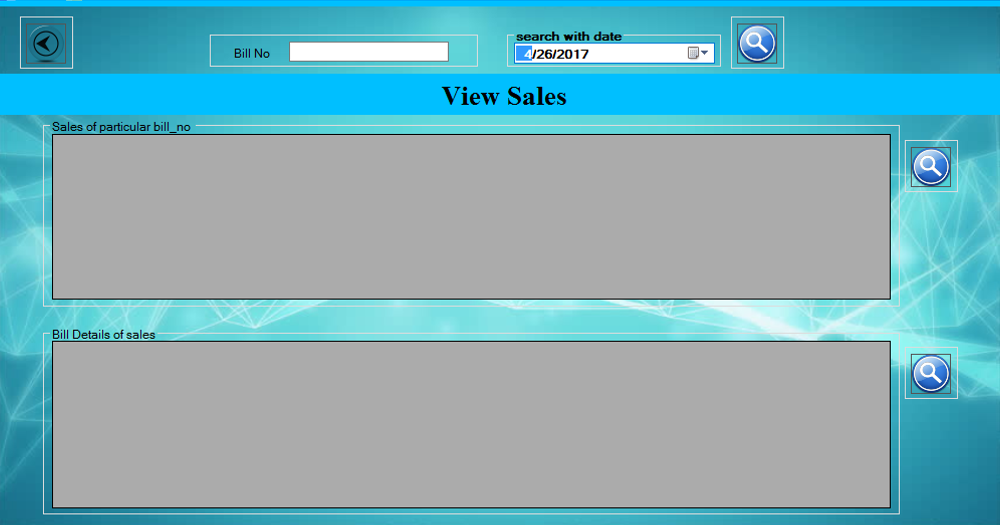 Bill No
search with date
4/26/2017
View Sales
Sales of particular bill_no
Bill Details of sales